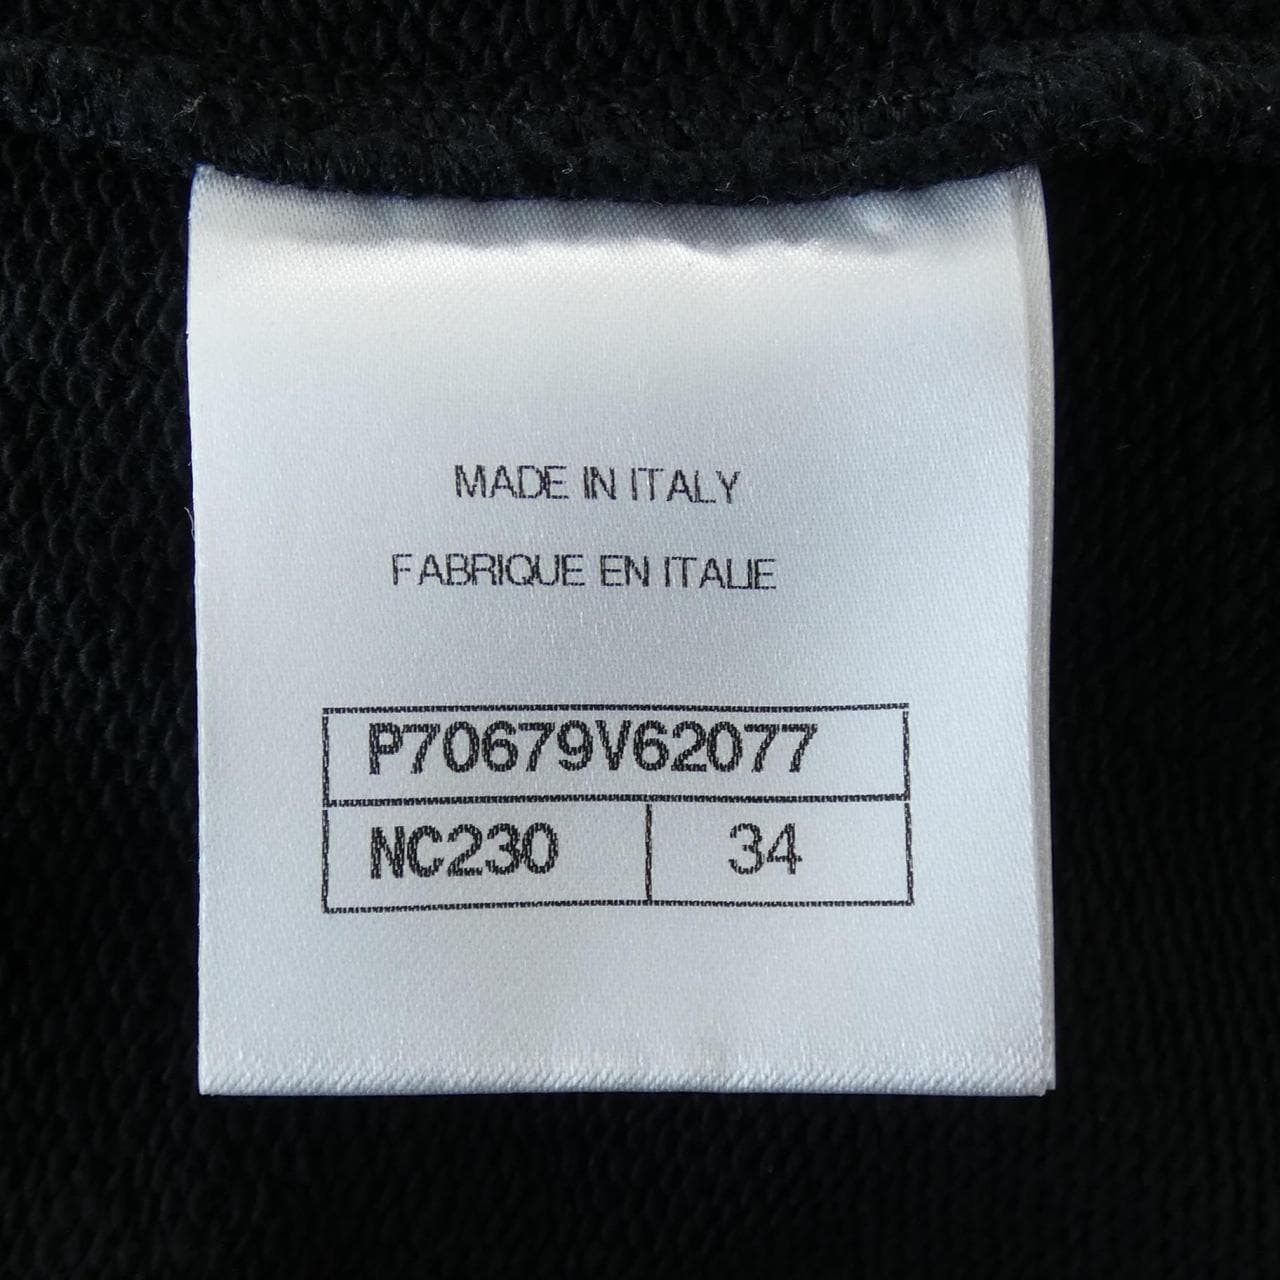 MADE IN ITALY
FABRIQUE EN ITALIE
P70679V62077
NC230 34